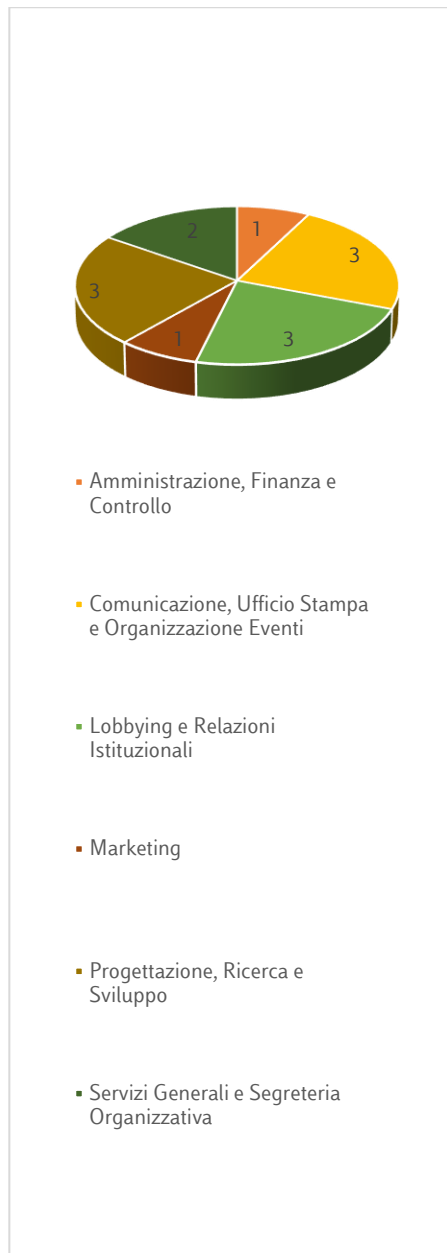 2
1
3
3
1
3
Amministrazione, Finanza e
Controllo
Comunicazione, Ufficio Stampa
e Organizzazione Eventi
Lobbying e Relazioni
Istituzionali
Marketing
Progettazione, Ricerca e
Sviluppo
Servizi Generali e Segreteria
Organizzativa